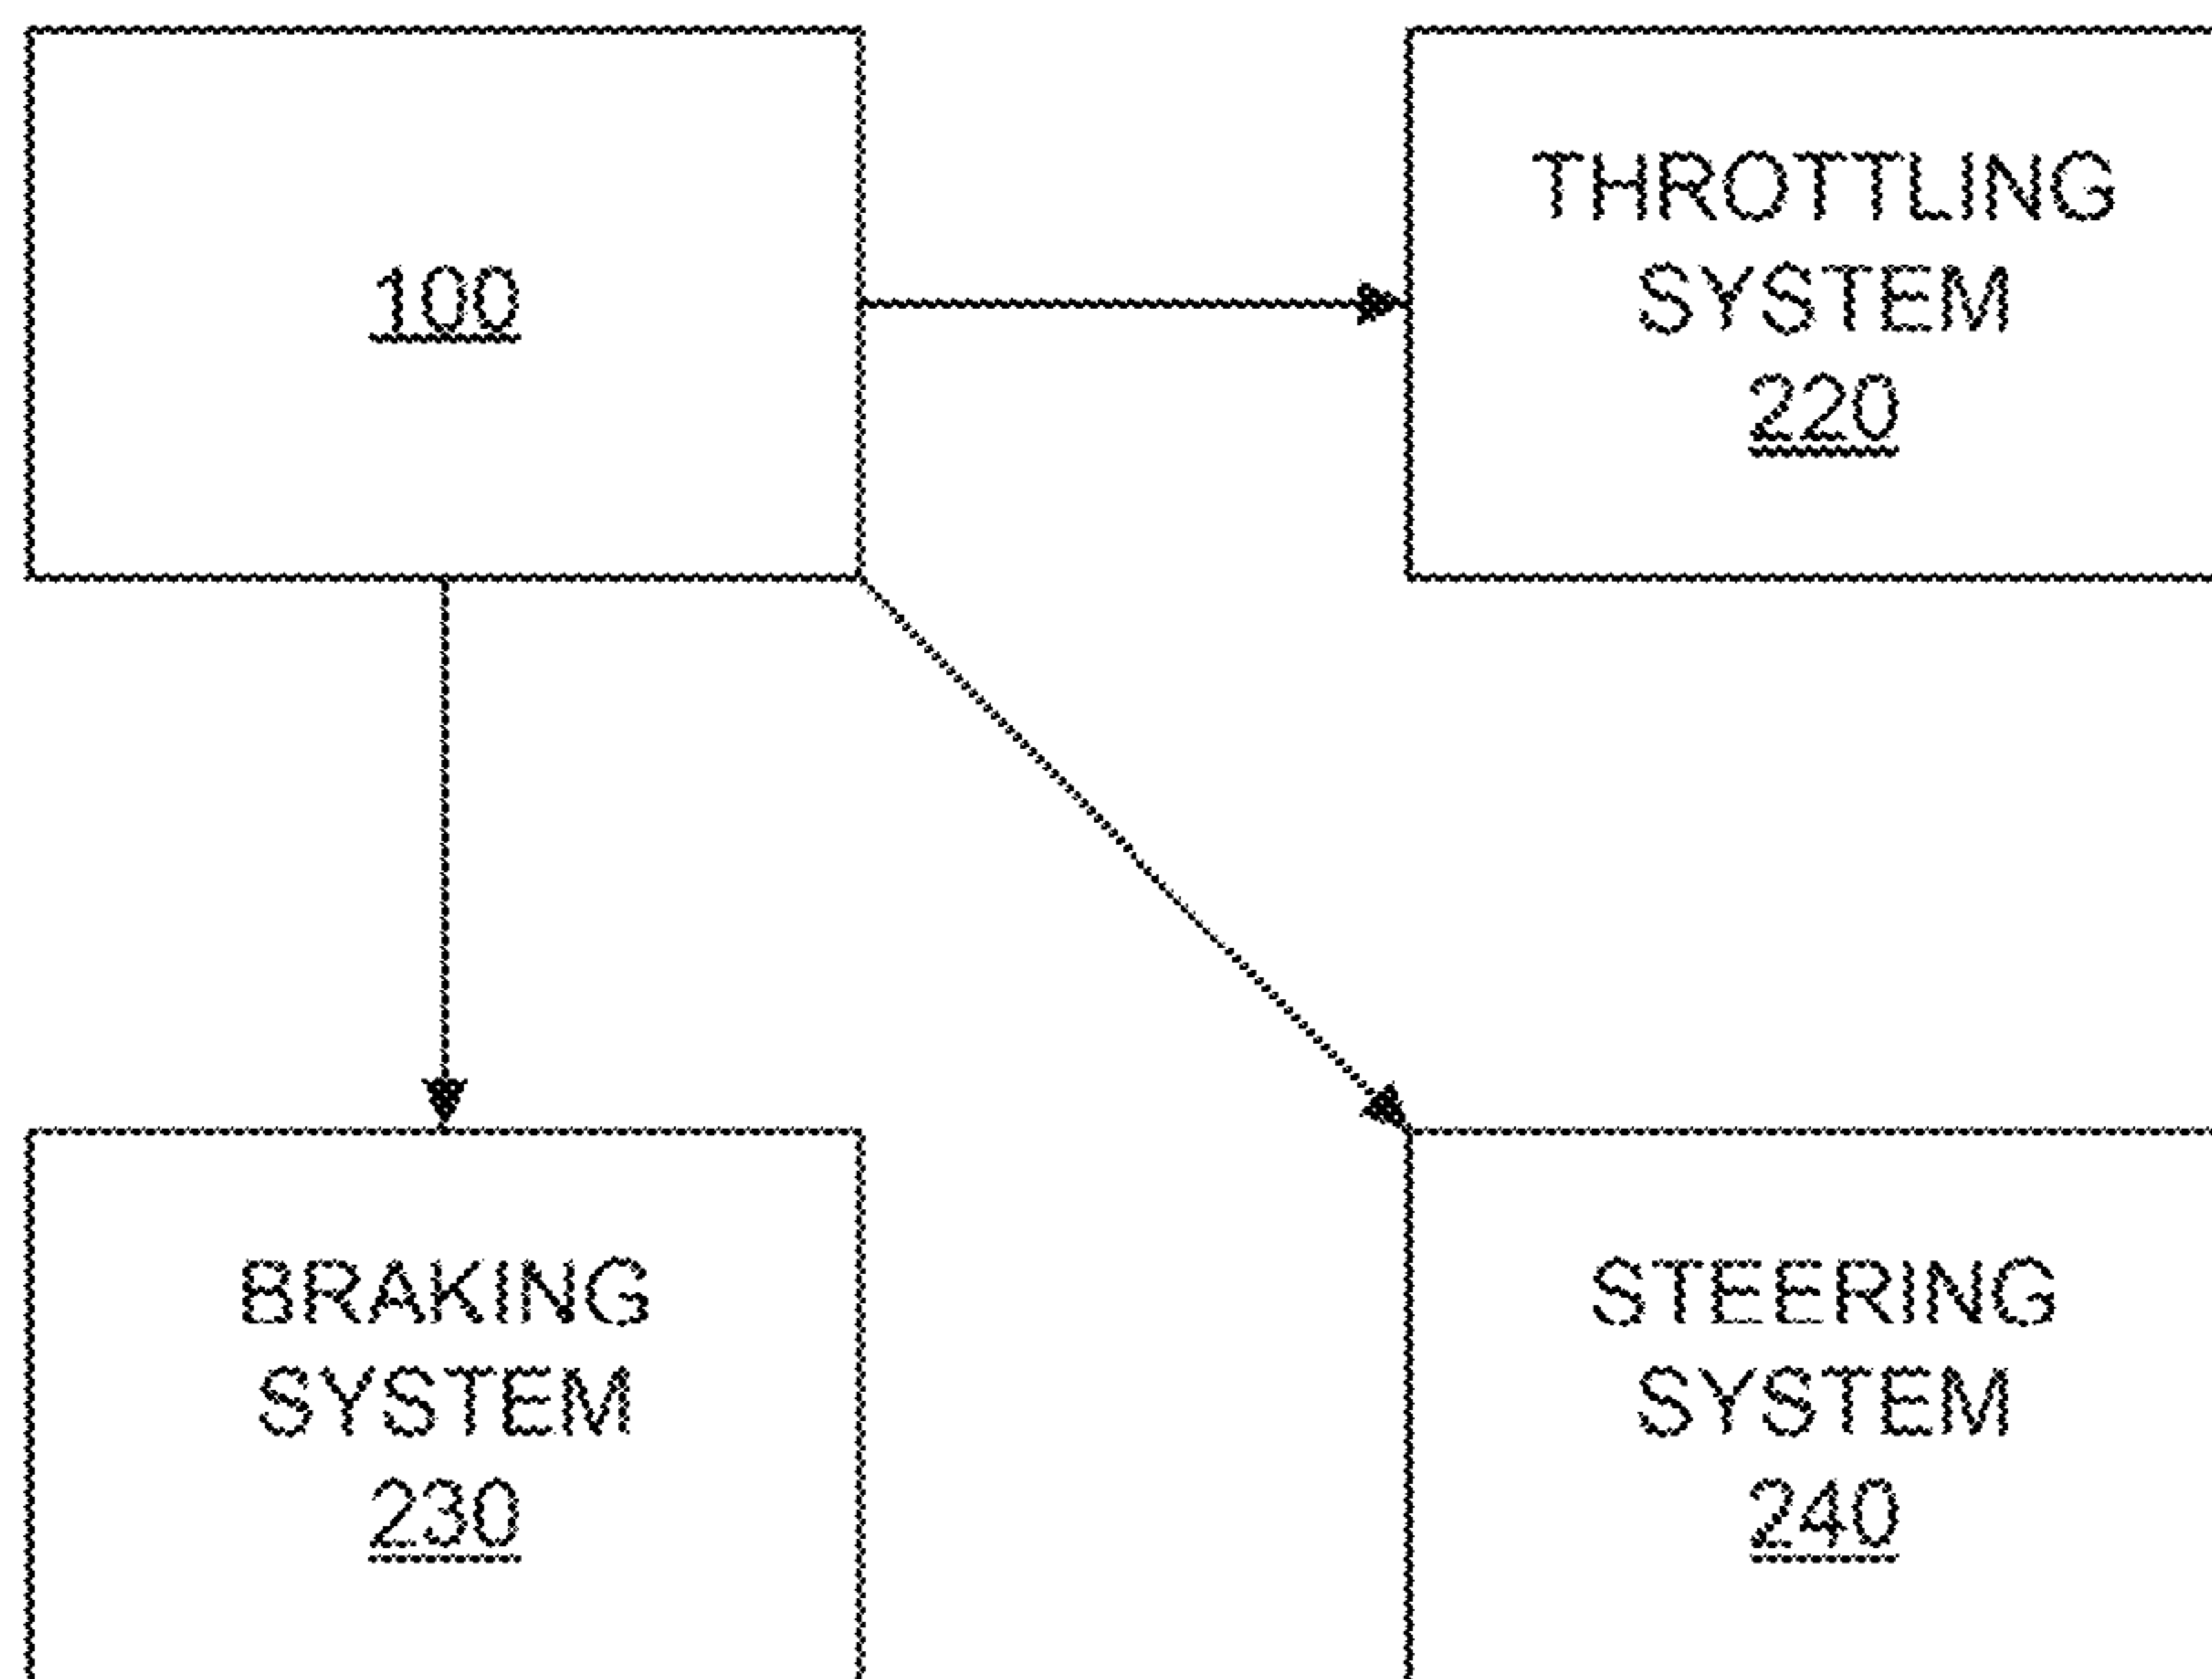 100
THROTTLING
SYSTEM
220
BRAKING
SYSTEM
230
STEERING
SYSTEM
240